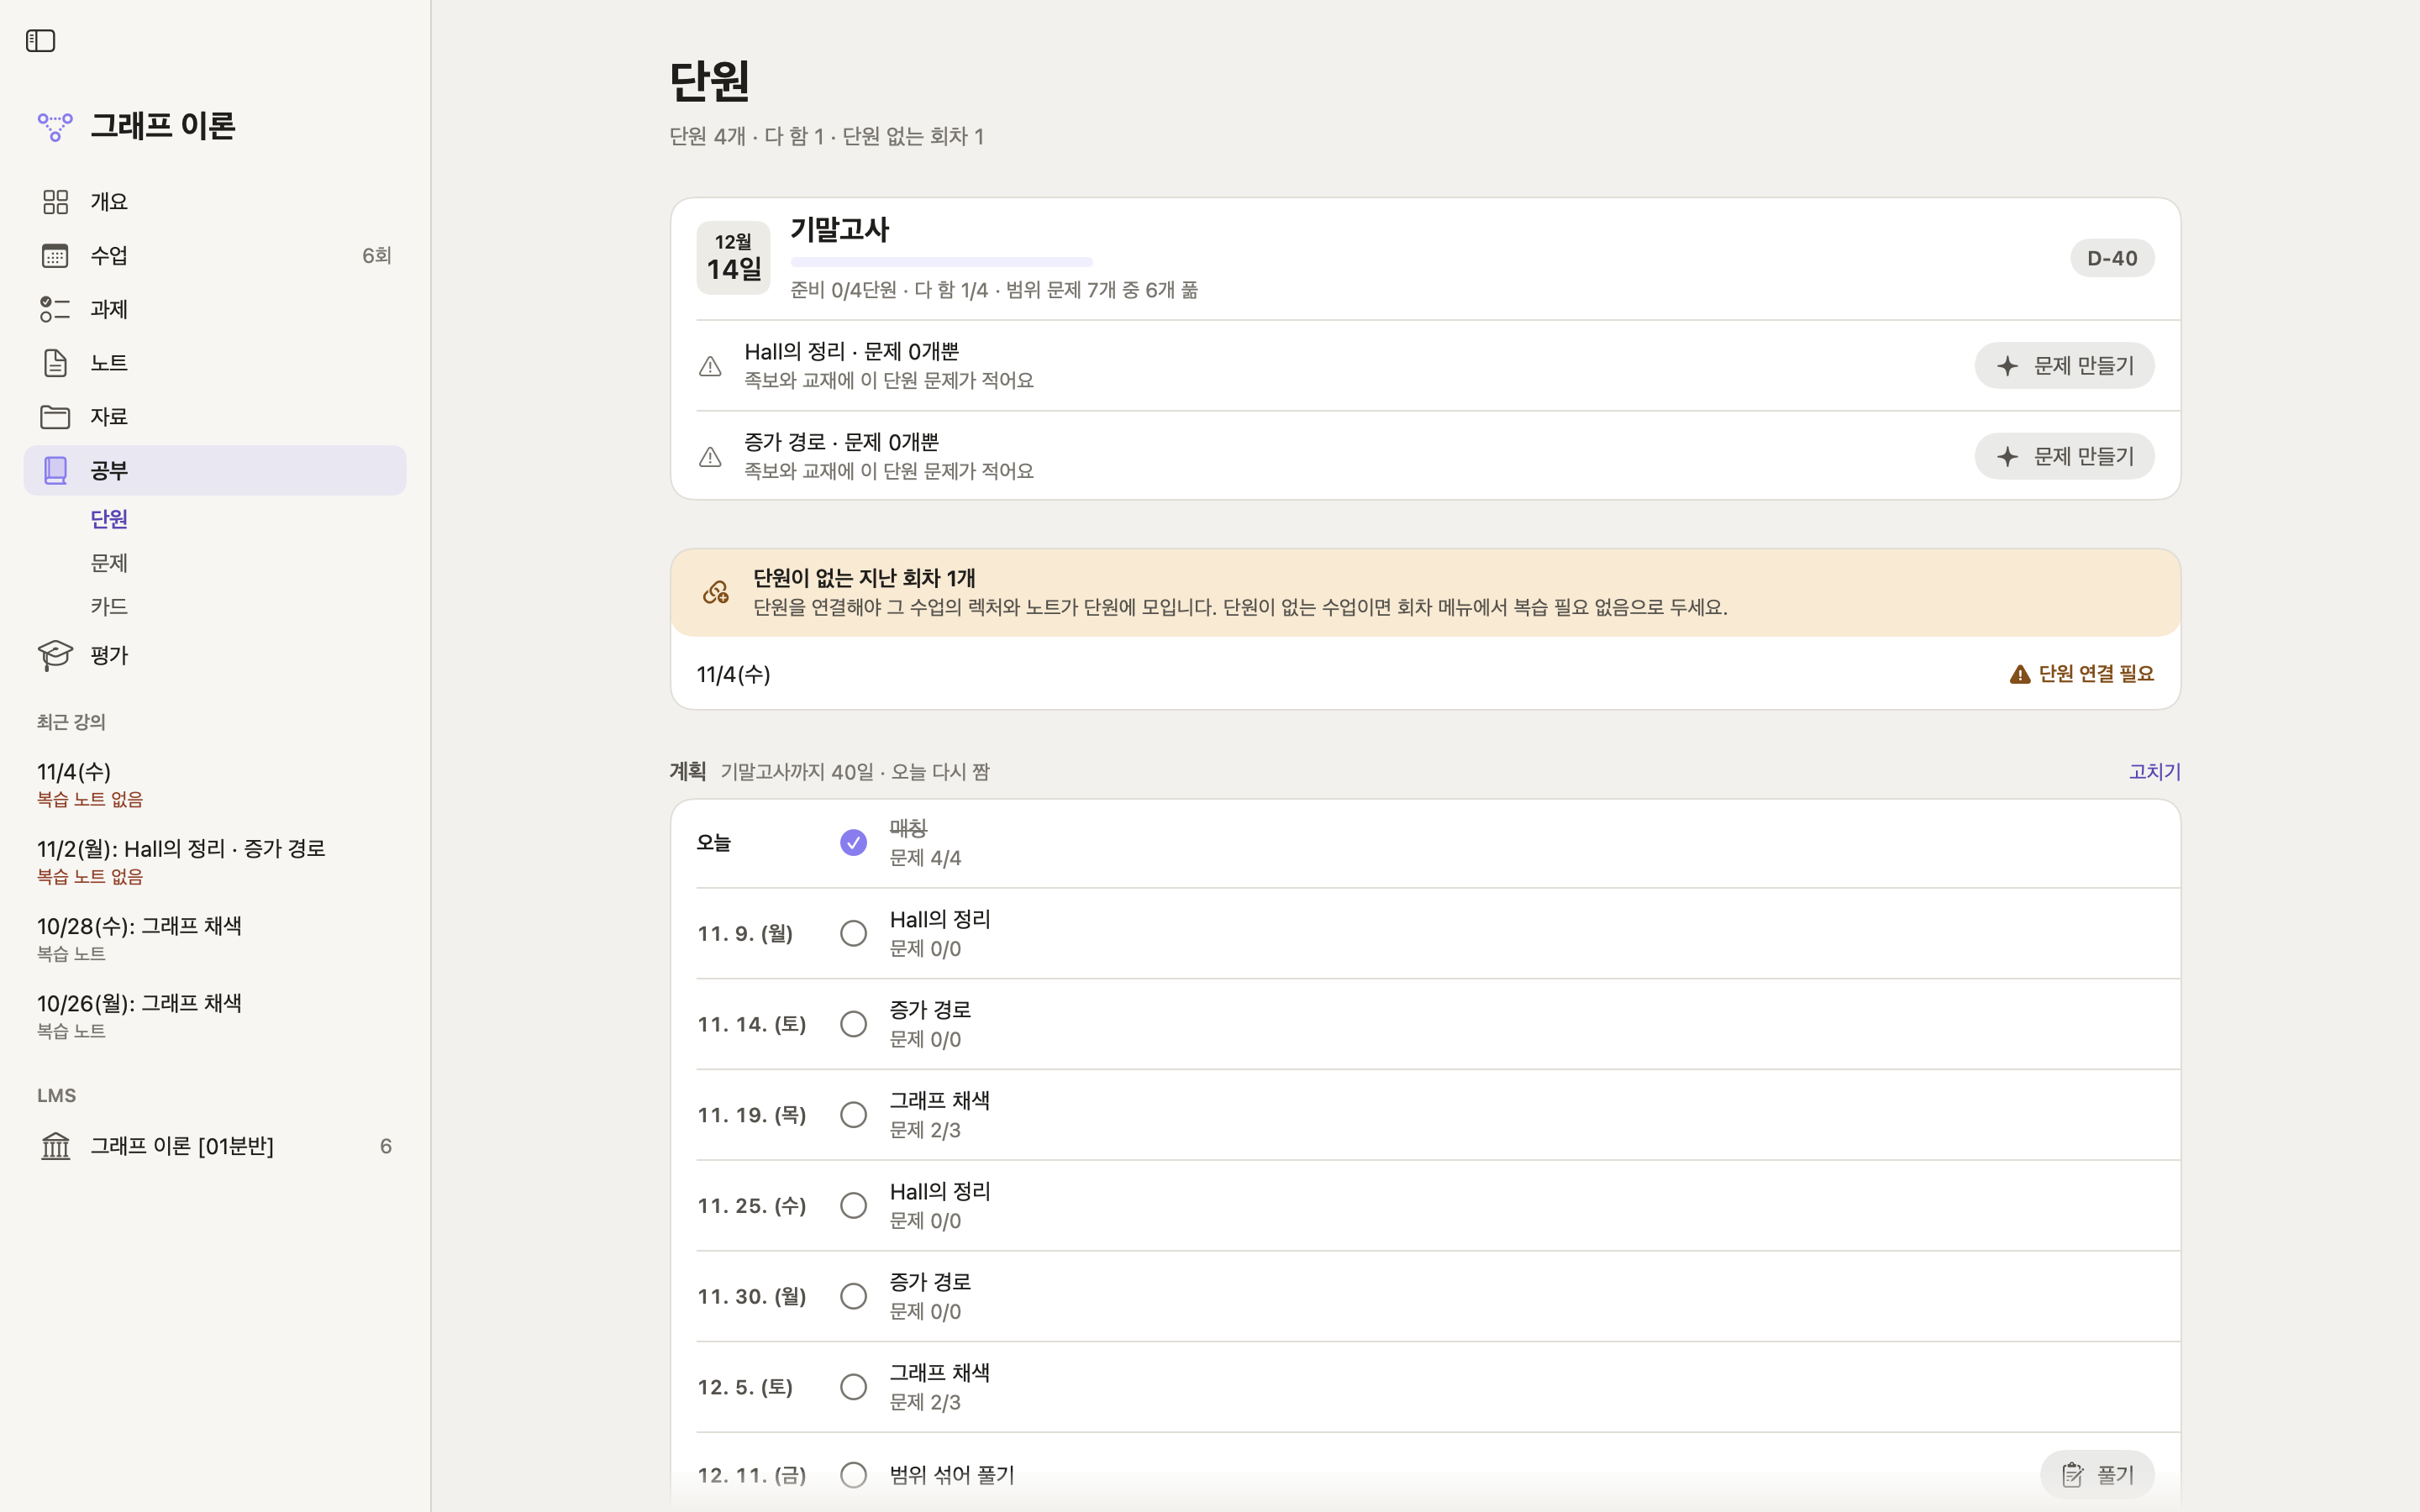 그래프 이론
개요
수업 6회
과제
노트
자료
공부
단원
문제
카드
평가
최근 강의
11/4(수)
복습 노트 없음
11/2(월): Hall의 정리 · 증가 경로
복습 노트 없음
10/28(수): 그래프 채색
복습 노트
10/26(월): 그래프 채색
복습 노트
LMS
그래프 이론 [01분반] 6
단원
단원 4개 · 다 함 1 · 단원 없는 회차 1
12월
14일
기말고사
준비 0/4단원 · 다 함 1/4 · 범위 문제 7개 중 6개 풂
D-40
Hall의 정리 · 문제 0개뿐
족보와 교재에 이 단원 문제가 적어요
문제 만들기
증가 경로 · 문제 0개뿐
족보와 교재에 이 단원 문제가 적어요
문제 만들기
단원이 없는 지난 회차 1개
단원을 연결해야 그 수업의 렉처와 노트가 단원에 모입니다. 단원이 없는 수업이면 회차 메뉴에서 복습 필요 없음으로 두세요.
11/4(수)
단원 연결 필요
계획 기말고사까지 40일 · 오늘 다시 짬
고치기
오늘
매칭
문제 4/4
11. 9. (월)
Hall의 정리
문제 0/0
11. 14. (토)
증가 경로
문제 0/0
11. 19. (목)
그래프 채색
문제 2/3
11. 25. (수)
Hall의 정리
문제 0/0
11. 30. (월)
증가 경로
문제 0/0
12. 5. (토)
그래프 채색
문제 2/3
12. 11. (금)
범위 섞어 풀기
풀기